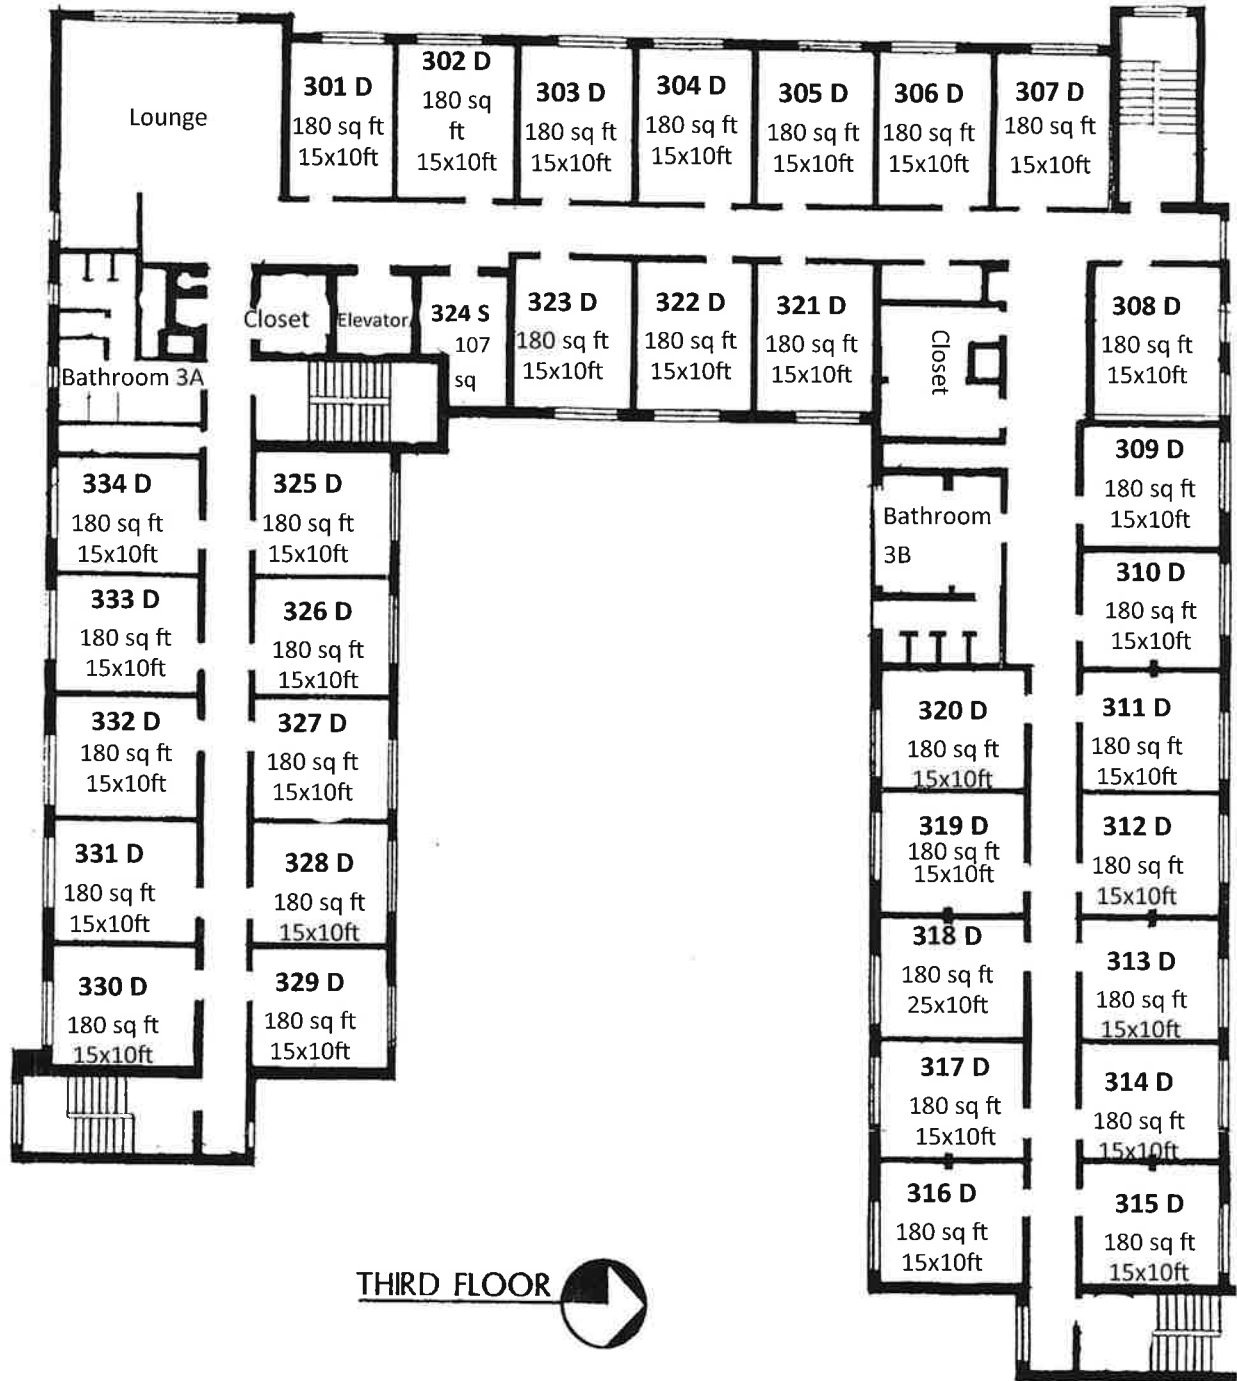 Lounge
301 D
180 sq ft
15x10ft
302 D
180 sq
ft
15x10ft
303 D
180 sq ft
15x10ft
304 D
180 sq ft
15x10ft
305 D
180 sq ft
15x10ft
306 D
180 sq ft
15x10ft
307 D
180 sq ft
15x10ft
Closet
Elevator
324 S
107
sq
323 D
180 sq ft
15x10ft
322 D
180 sq ft
15x10ft
321 D
180 sq ft
15x10ft
Closet
308 D
180 sq ft
15x10ft
Bathroom 3A
309 D
180 sq ft
15x10ft
334 D
180 sq ft
15x10ft
325 D
180 sq ft
15x10ft
Bathroom
3B
310 D
180 sq ft
15x10ft
333 D
180 sq ft
15x10ft
326 D
180 sq ft
15x10ft
332 D
180 sq ft
15x10ft
327 D
180 sq ft
15x10ft
320 D
180 sq ft
15x10ft
311 D
180 sq ft
15x10ft
331 D
180 sq ft
15x10ft
328 D
180 sq ft
15x10ft
319 D
180 sq ft
15x10ft
312 D
180 sq ft
15x10ft
330 D
180 sq ft
15x10ft
329 D
180 sq ft
15x10ft
318 D
180 sq ft
25x10ft
313 D
180 sq ft
15x10ft
317 D
180 sq ft
15x10ft
314 D
180 sq ft
15x10ft
316 D
180 sq ft
15x10ft
315 D
180 sq ft
15x10ft
THIRD FLOOR